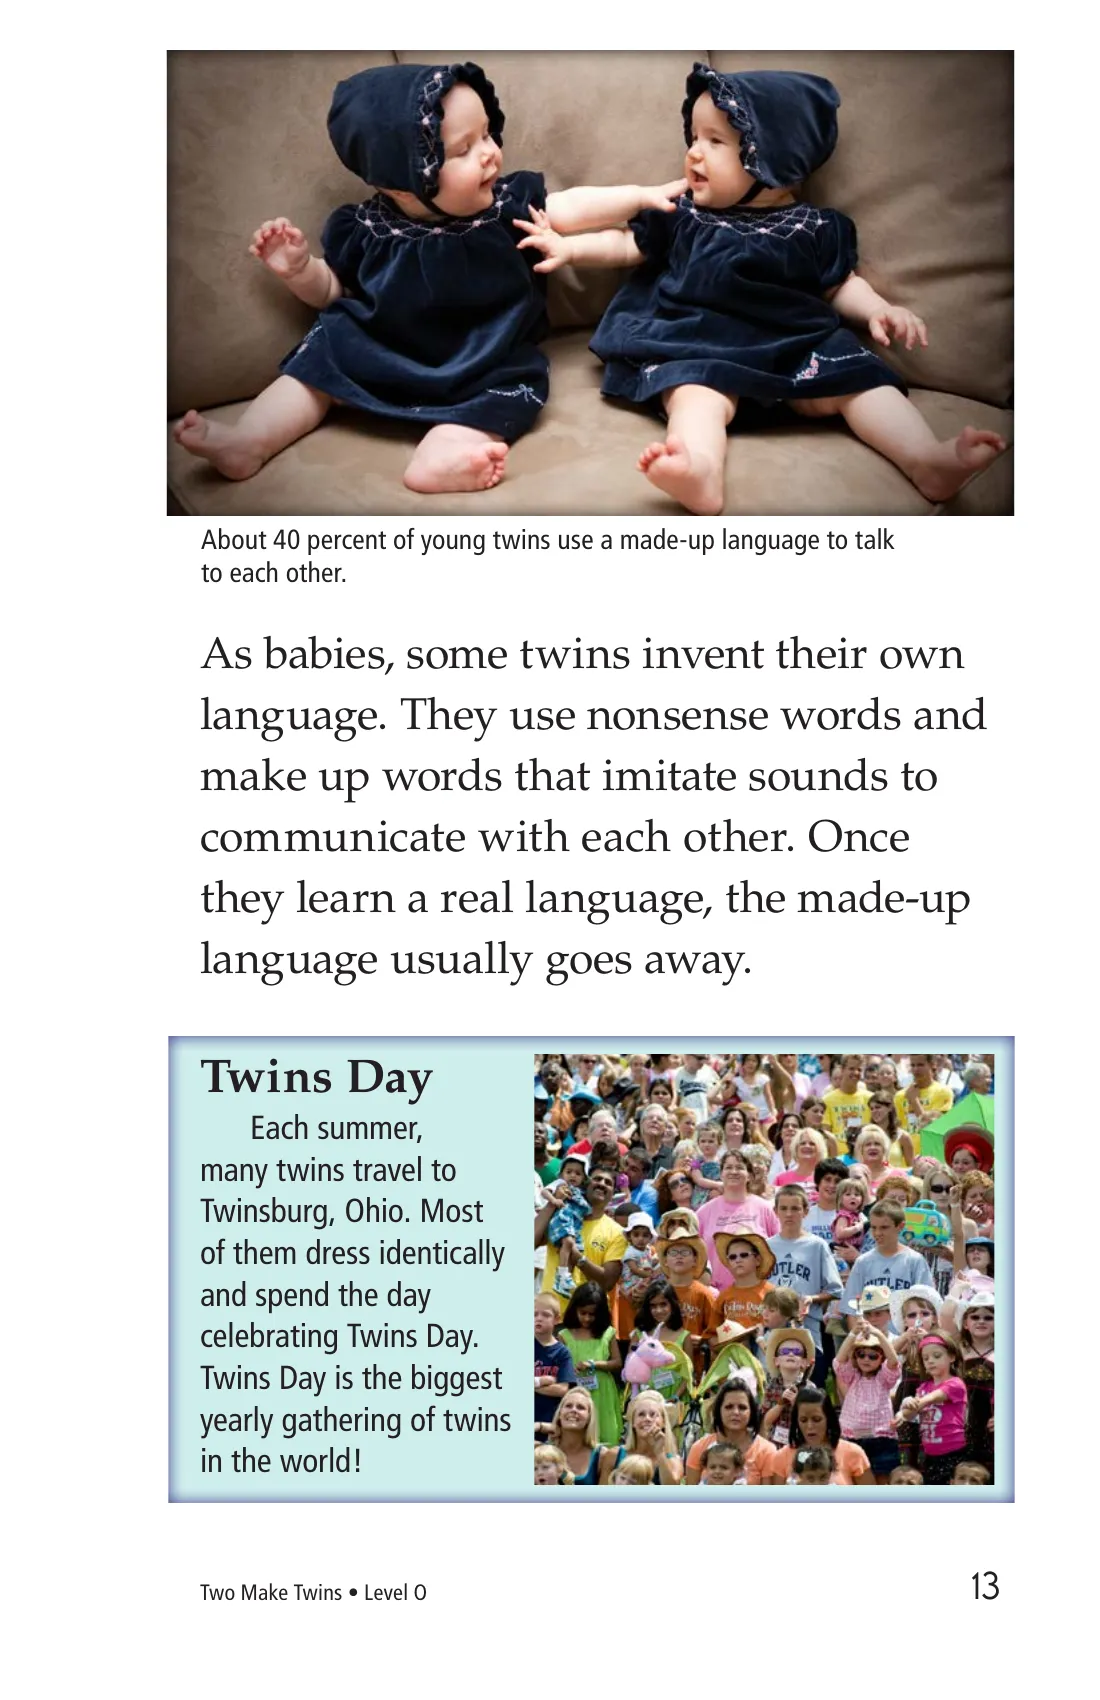 About 40 percent of young twins use a made-up language to talk
to each other.
As babies, some twins invent their own
language. They use nonsense words and
make up words that imitate sounds to
communicate with each other. Once
they learn a real language, the made-up
language usually goes away.
Twins Day
Each summer,
many twins travel to
Twinsburg, Ohio. Most
of them dress identically
and spend the day
celebrating Twins Day.
Twins Day is the biggest
yearly gathering of twins
in the world!
Two Make Twins • Level O
13